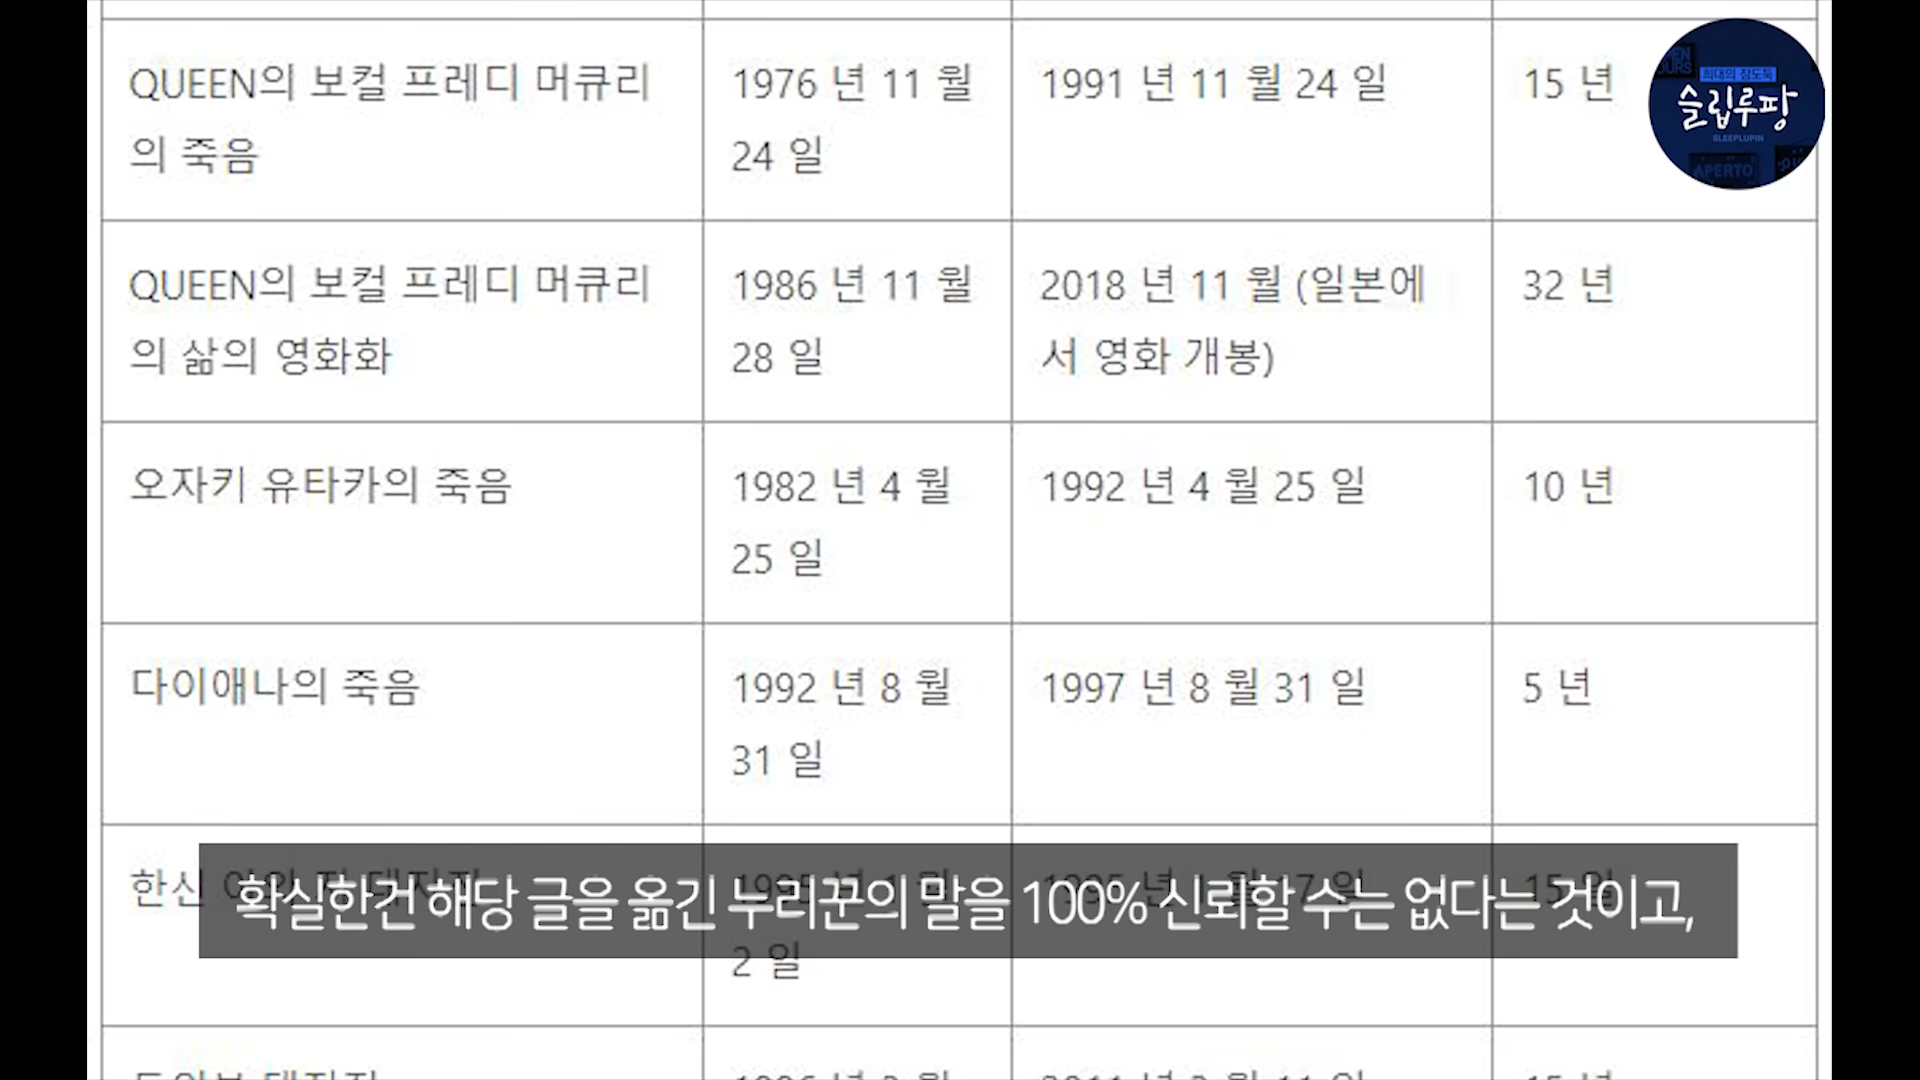 QUEEN의 보컬 프레디 머큐리
의 죽음
1976 년 11 월
24 일
1991 년 11 월 24 일
15 년
희대의 잠도둑
슬립루팡
SLEEPLUPIN
APERTO
QUEEN의 보컬 프레디 머큐리
의 삶의 영화화
1986 년 11 월
28 일
2018 년 11 월 (일본에
서 영화 개봉)
32 년
오자키 유타카의 죽음
1982 년 4 월
25 일
1992 년 4 월 25 일
10 년
다이애나의 죽음
1992 년 8 월
31 일
1997 년 8 월 31 일
5 년
한신
2 일
확실한건 해당 글을 옮긴 누리꾼의 말을 100% 신뢰할 수는 없다는 것이고,